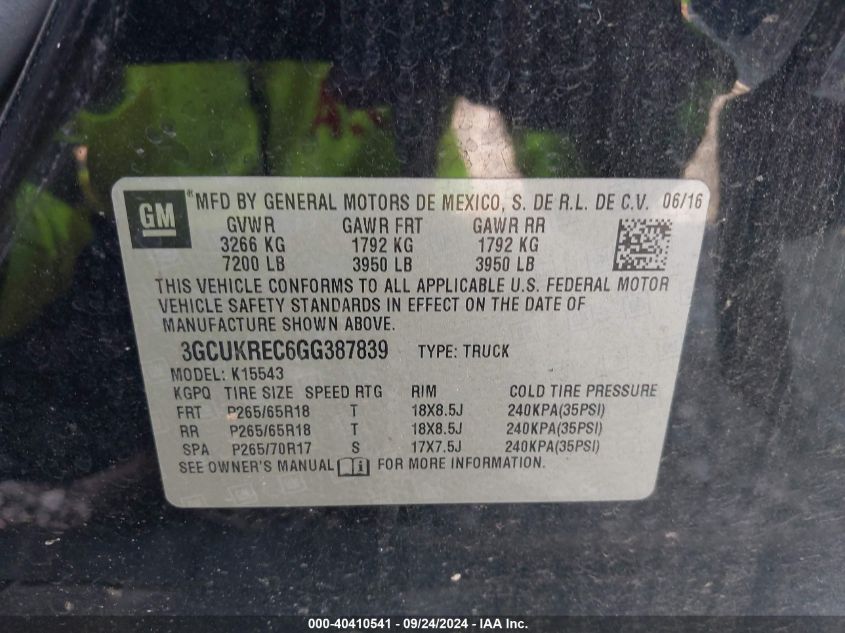 GM ® MFD BY GENERAL MOTORS DE MEXICO, S. DE R.L. DE C.V. 06/16
GVWR GAWR FRT GAWR RR
3266 KG 1792 KG 1792 KG
7200 LB 3950 LB 3950 LB
THIS VEHICLE CONFORMS TO ALL APPLICABLE U.S. FEDERAL MOTOR
VEHICLE SAFETY STANDARDS IN EFFECT ON THE DATE OF
MANUFACTURE SHOWN ABOVE.
3GCUKREC6GG387839 TYPE: TRUCK
MODEL: K15543
KGPQ TIRE SIZE SPEED RTG RIM COLD TIRE PRESSURE
FRT P265/65R18 T 18X8.5J 240KPA(35PSI)
RR P265/65R18 T 18X8.5J 240KPA(35PSI)
SPA P265/70R17 S 17X7.5J 240KPA(35PSI)
SEE OWNER'S MANUAL FOR MORE INFORMATION.
000-40410541 - 09/24/2024 - IAA Inc.